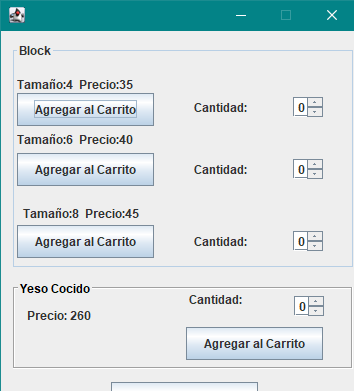 Block
Tamaño:4 Precio:35
Agregar al Carrito Cantidad: 0
Tamaño:6 Precio:40
Agregar al Carrito Cantidad: 0
Tamaño:8 Precio:45
Agregar al Carrito Cantidad: 0
Yeso Cocido
Cantidad: 0
Precio: 260
Agregar al Carrito